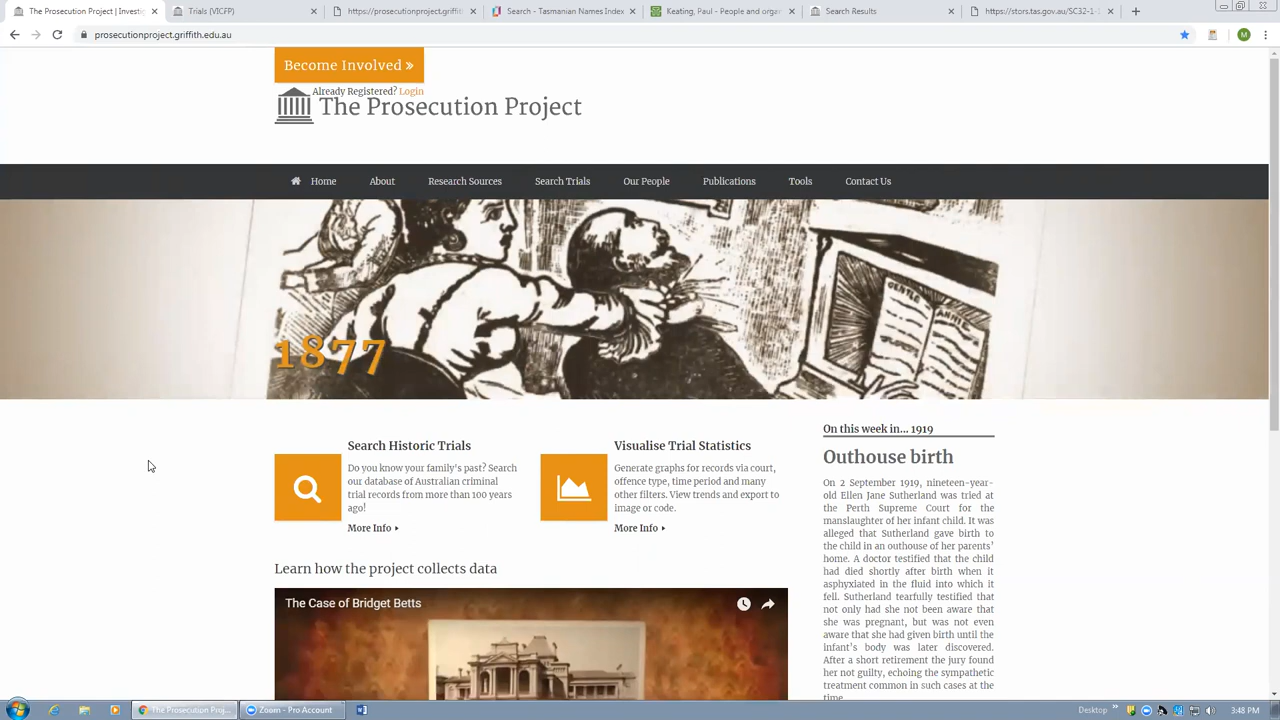 The Prosecution Project | Investig
Trials (VICFP)
https://prosecutionproject.griffith
Search - Tasmanian Names Index
Keating, Paul - People and organ
Search Results
https://stors.tas.gov.au/SC32-1-
prosecutionproject.griffith.edu.au
M
Become Involved »
Already Registered? Login
The Prosecution Project
Home About Research Sources Search Trials Our People Publications Tools Contact Us
GENTLE ANNIE
1877
Search Historic Trials
Do you know your family's past? Search
our database of Australian criminal
trial records from more than 100 years
ago!
More Info
Visualise Trial Statistics
Generate graphs for records via court,
offence type, time period and many
other filters. View trends and export to
image or code.
More Info
Learn how the project collects data
The Case of Bridget Betts
On this week in... 1919
Outhouse birth
On 2 September 1919, nineteen-year-
old Ellen Jane Sutherland was tried at
the Perth Supreme Court for the
manslaughter of her infant child. It was
alleged that Sutherland gave birth to
the child in an outhouse of her parents'
home. A doctor testified that the child
had died shortly after birth when it
asphyxiated in the fluid into which it
fell. Sutherland tearfully testified that
not only had she not been aware that
she was pregnant, but was not even
aware that she had given birth until the
infant's body was later discovered.
After a short retirement the jury found
her not guilty, echoing the sympathetic
treatment common in such cases at the
time.
The Prosecution Proj...
Zoom - Pro Account
Desktop
3:48 PM